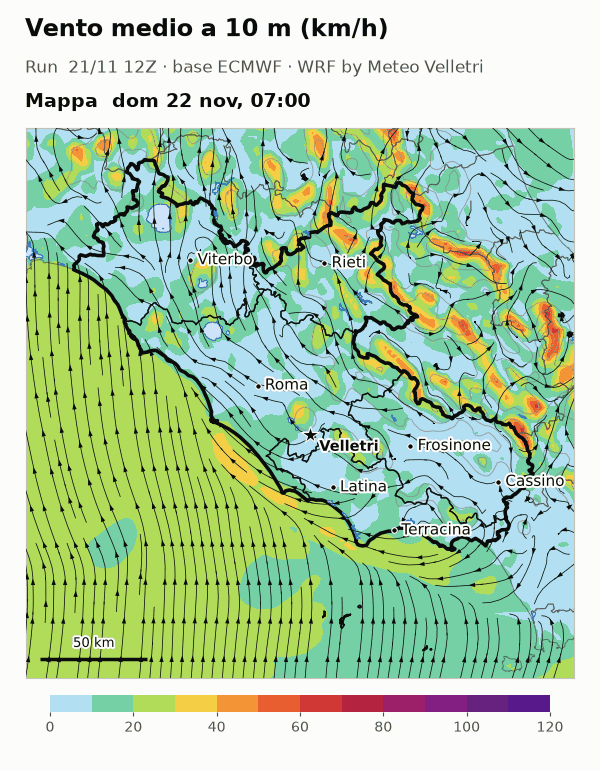 Vento medio a 10 m (km/h)
Run 21/11 12Z · base ECMWF · WRF by Meteo Velletri
Mappa dom 22 nov, 07:00
Viterbo
Rieti
Roma
Velletri
Frosinone
Latina
Cassino
Terracina
50 km
0 20 40 60 80 100 120